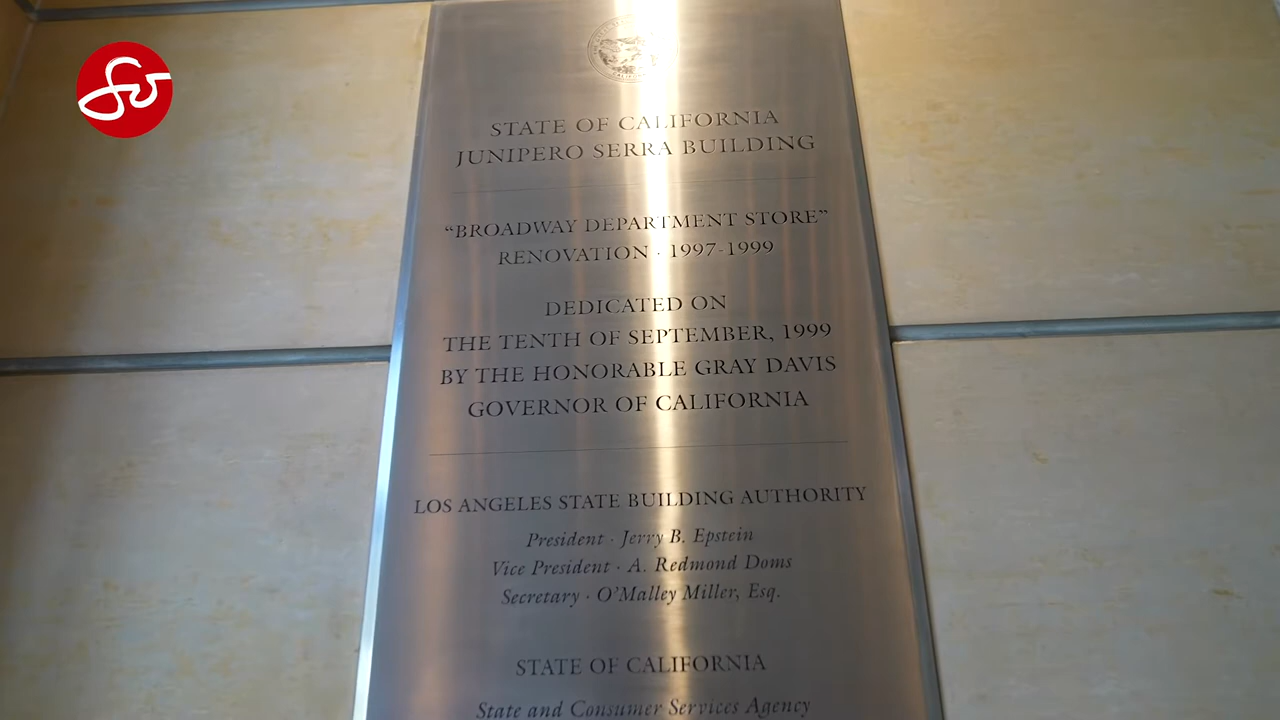 STATE OF CALIFORNIA
JUNIPERO SERRA BUILDING
“BROADWAY DEPARTMENT STORE”
RENOVATION · 1997-1999
DEDICATED ON
THE TENTH OF SEPTEMBER, 1999
BY THE HONORABLE GRAY DAVIS
GOVERNOR OF CALIFORNIA
LOS ANGELES STATE BUILDING AUTHORITY
President · Jerry B. Epstein
Vice President · A. Redmond Doms
Secretary · O’Malley Miller, Esq.
STATE OF CALIFORNIA
State and Consumer Services Agency